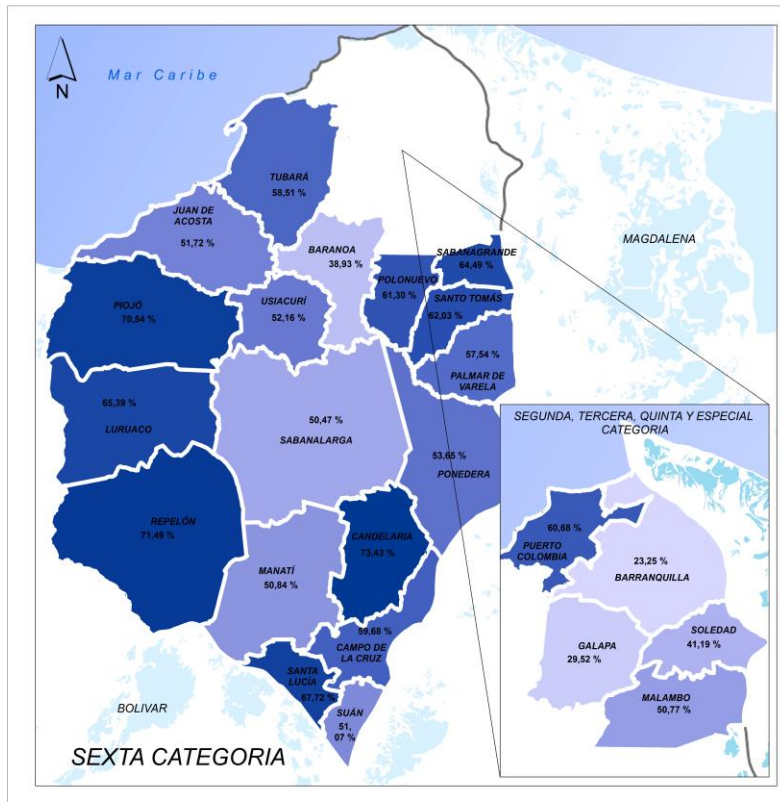 Mar Caribe
N
TUBARÁ
58,51 %
JUAN DE
ACOSTA
51,72 %
BARANOA
38,93 %
SABANAGRANDE
64,49 %
MAGDALENA
POLONUEVO
61,30 %
SANTO TOMÁS
62,03 %
PIOJÓ
70,54 %
USIACURÍ
52,16 %
57,54 %
PALMAR DE
VARELA
65,39 %
LURUACO
50,47 %
SABANALARGA
53,65 %
PONEDERA
REPELÓN
71,49 %
CANDELARIA
73,43 %
MANATÍ
50,84 %
59,68 %
CAMPO DE
LA CRUZ
SANTA
LUCÍA
67,72 %
SUÁN
51,
07 %
BOLIVAR
SEXTA CATEGORIA
SEGUNDA, TERCERA, QUINTA Y ESPECIAL
CATEGORIA
60,68 %
PUERTO
COLOMBIA
23,25 %
BARRANQUILLA
GALAPA
29,52 %
SOLEDAD
41,19 %
MALAMBO
50,77 %